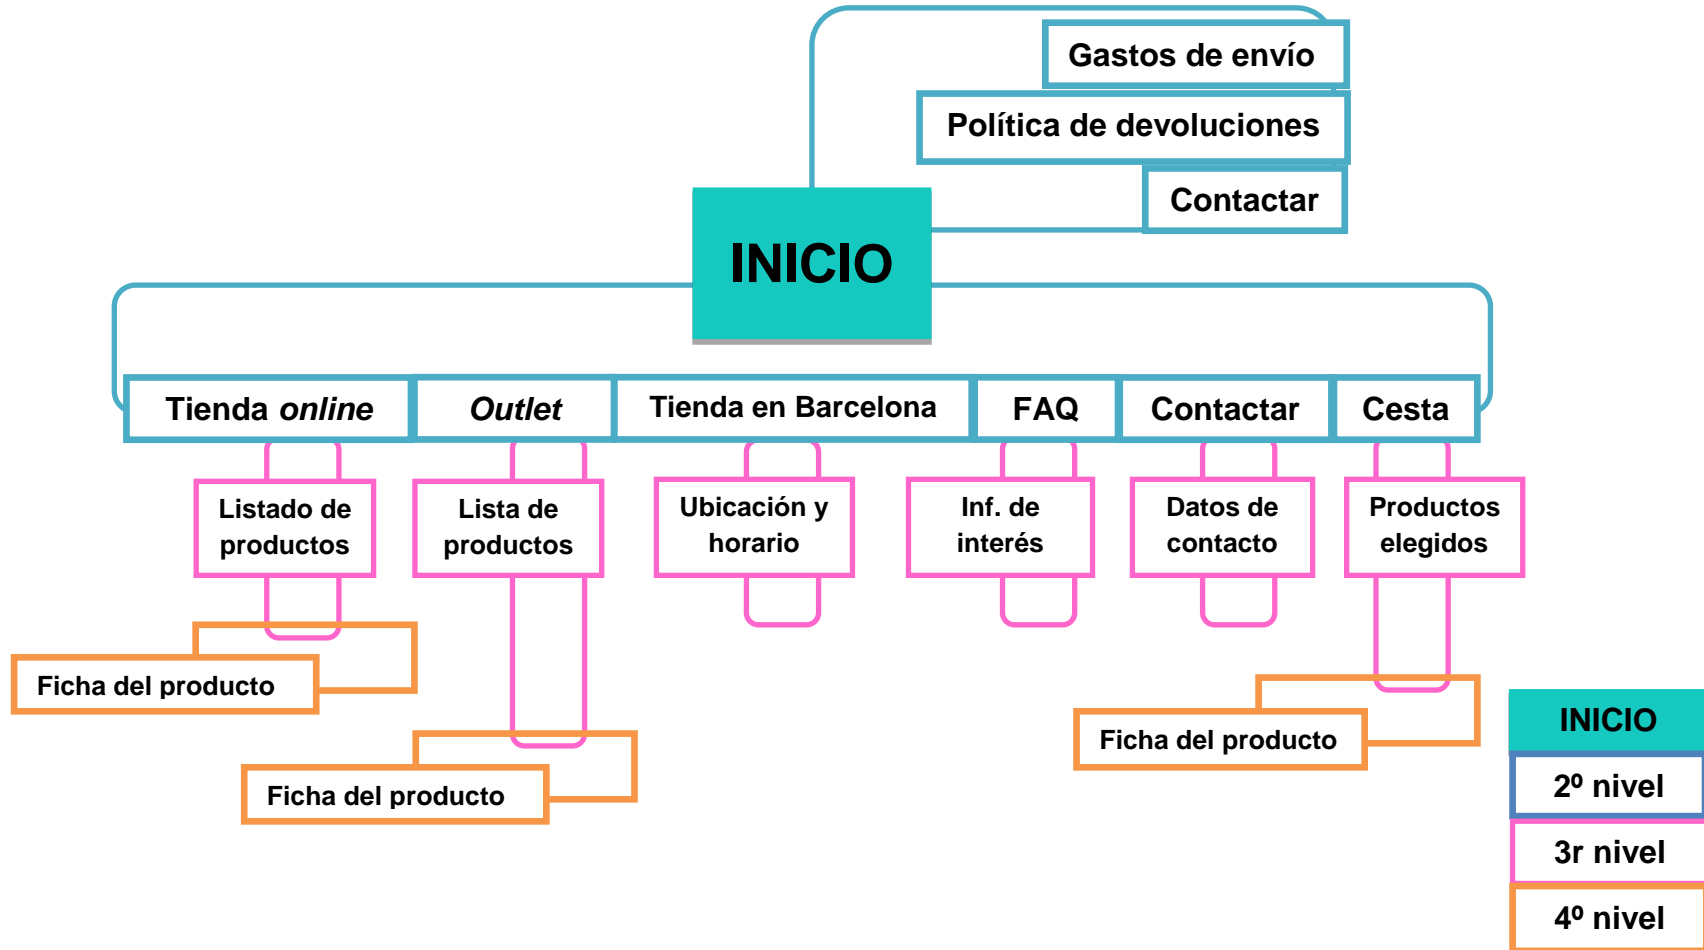 Gastos de envío
Política de devoluciones
Contactar
INICIO
Tienda online
Outlet
Tienda en Barcelona
FAQ
Contactar
Cesta
Listado de
productos
Lista de
productos
Ubicación y
horario
Inf. de
interés
Datos de
contacto
Productos
elegidos
Ficha del producto
Ficha del producto
Ficha del producto
INICIO
2º nivel
3r nivel
4º nivel